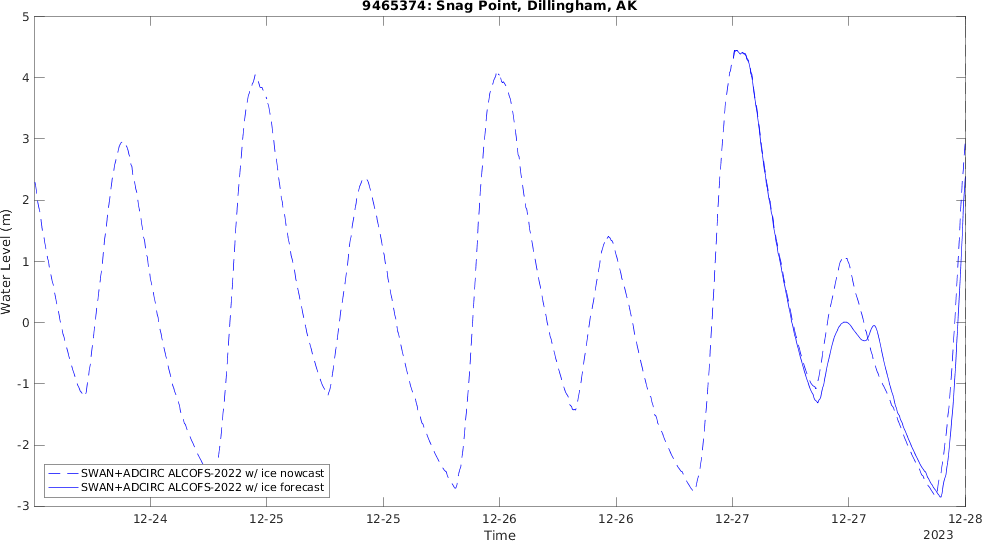 9465374: Snag Point, Dillingham, AK
5
4
3
2
1
0
-1
-2
-3
Water Level (m)
SWAN+ADCIRC ALCOFS-2022 w/ ice nowcast
SWAN+ADCIRC ALCOFS-2022 w/ ice forecast
12-24 12-25 12-25 12-26 12-26 12-27 12-27 12-28
Time
2023